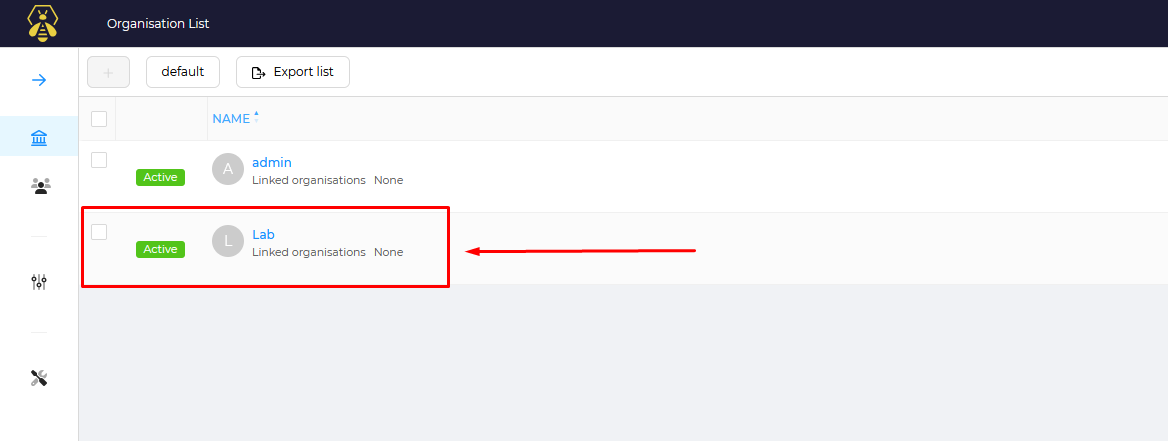 Organisation List
+
default
Export list
NAME
A
admin
Active
Linked organisations None
L
Lab
Active
Linked organisations None